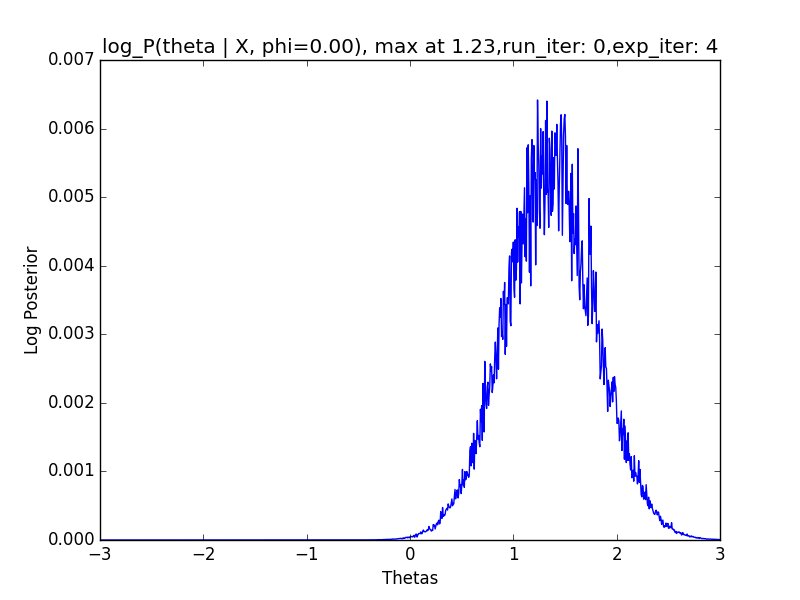 log_P(theta | X, phi=0.00), max at 1.23,run_iter: 0,exp_iter: 4
0.007
0.006
0.005
0.004
0.003
0.002
0.001
0.000
Log Posterior
−3 −2 −1 0 1 2 3
Thetas